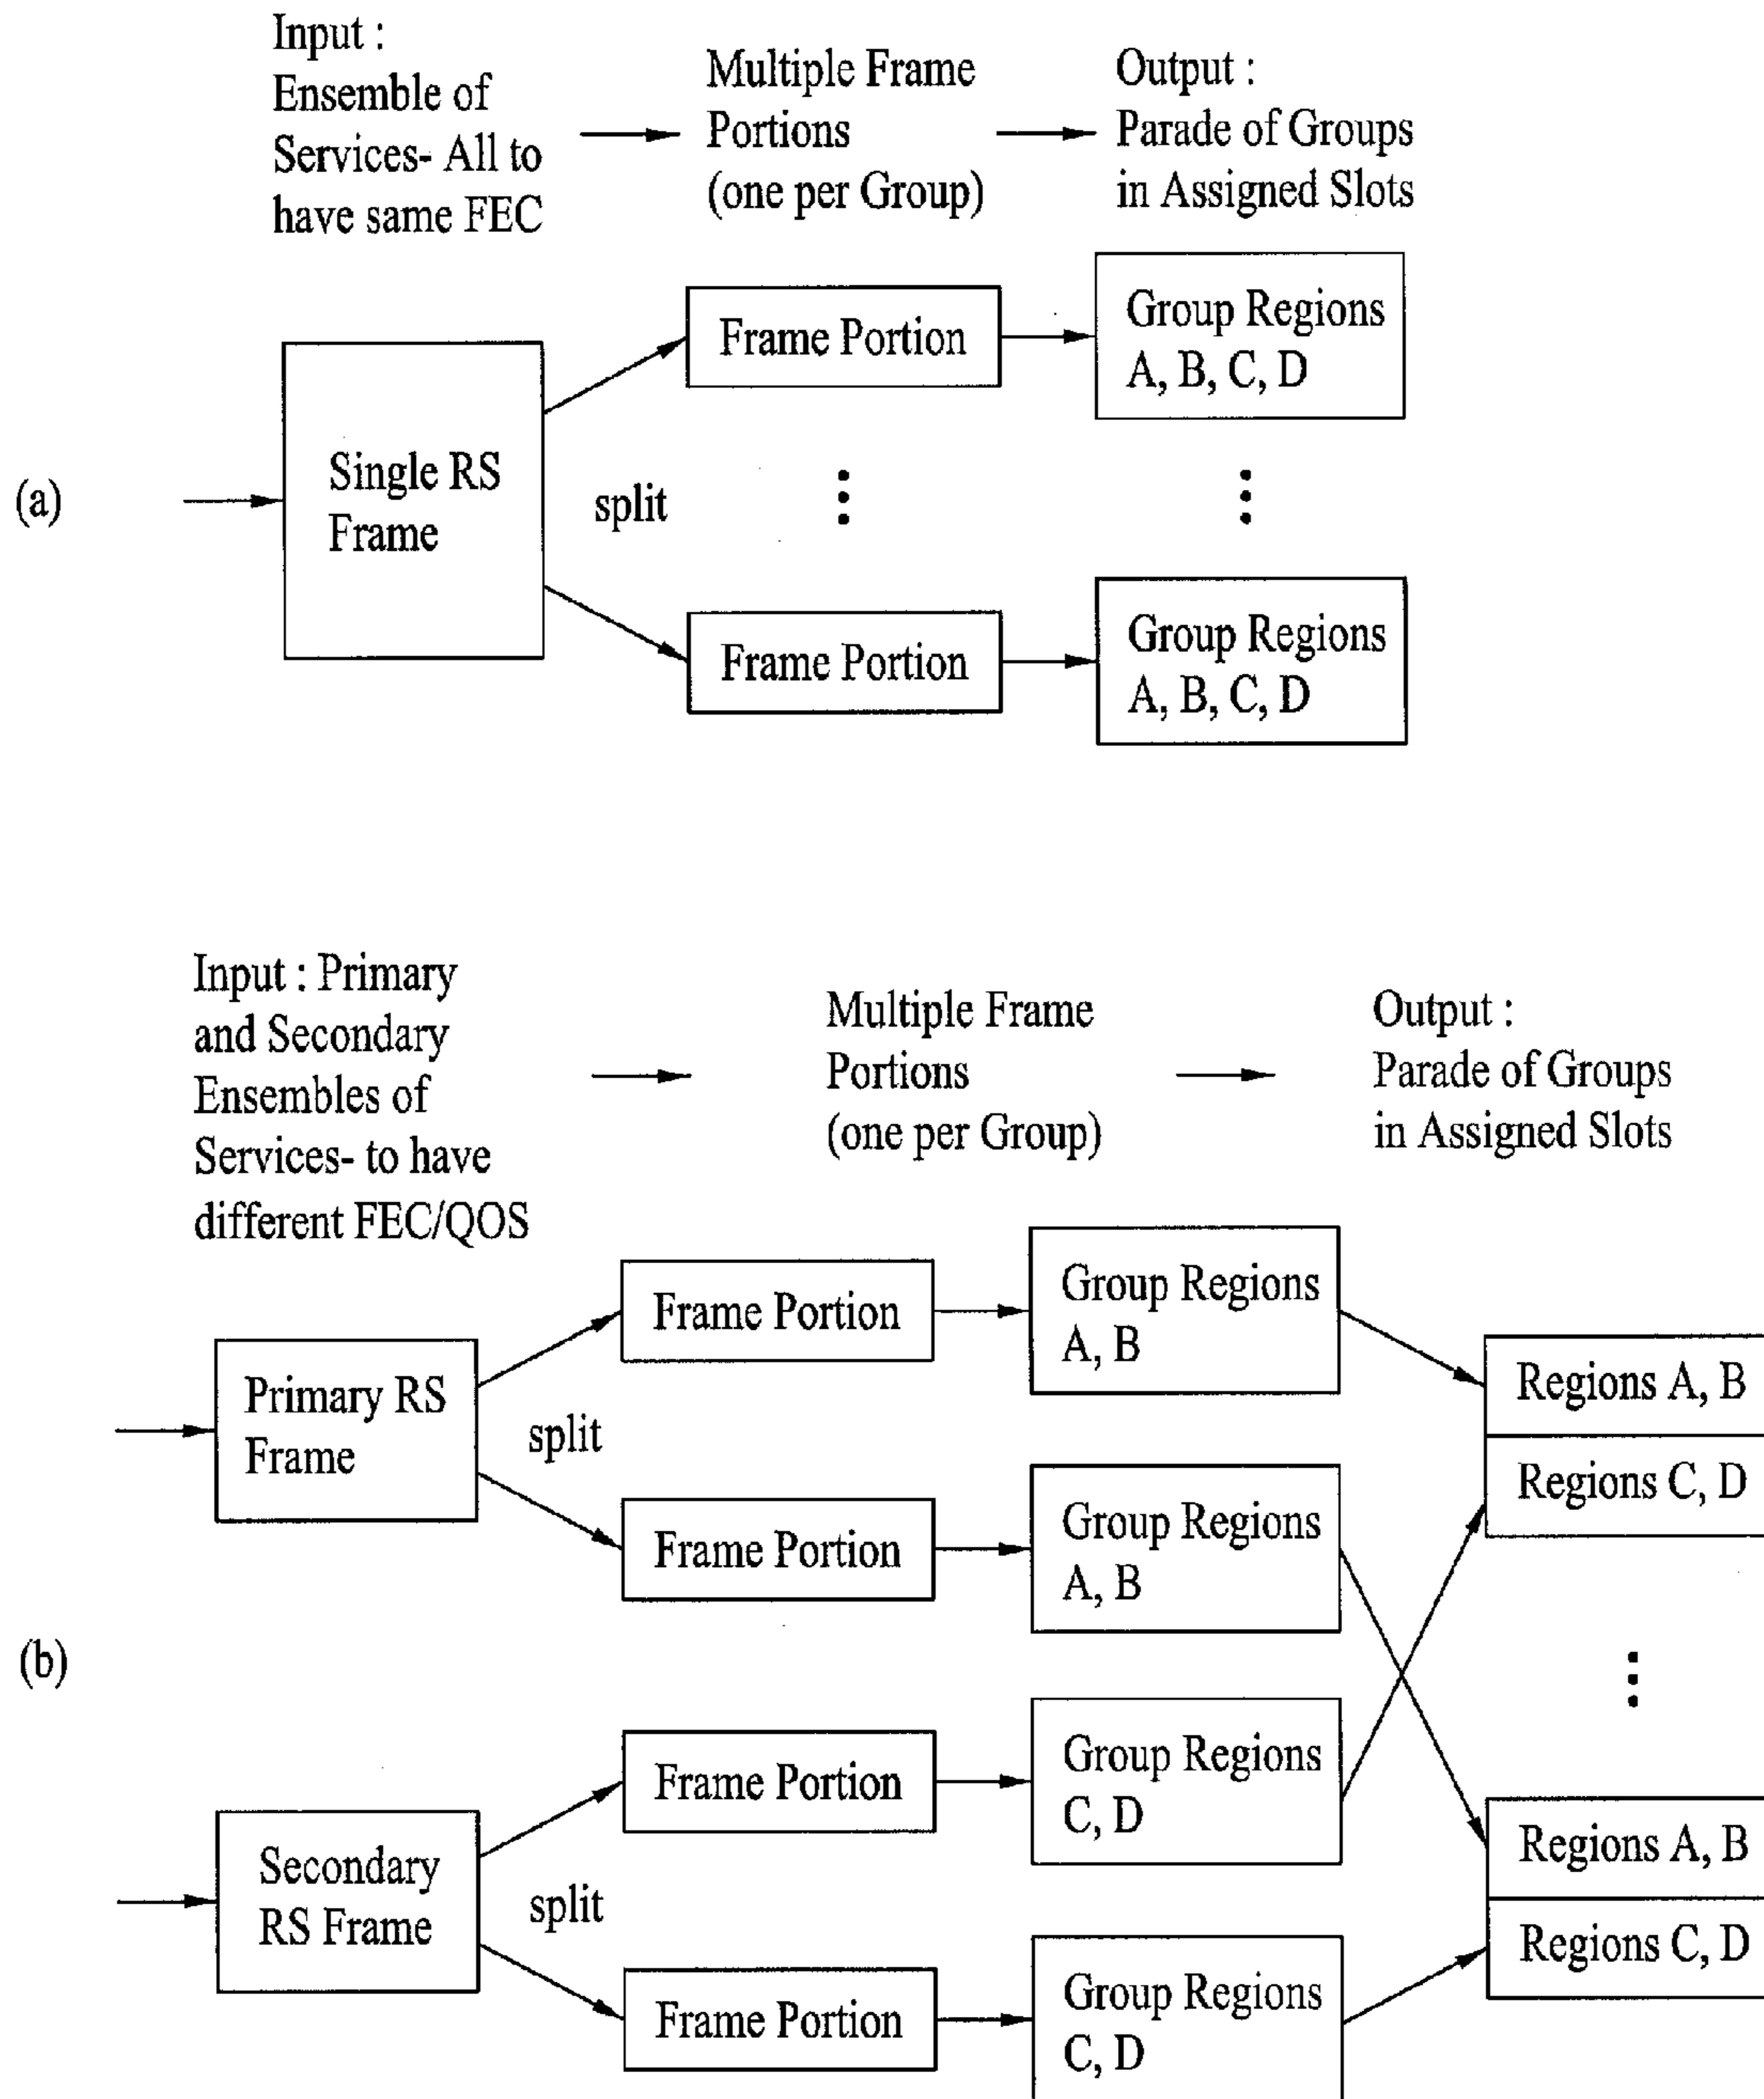 Input :
Ensemble of
Services- All to
have same FEC
Multiple Frame
Portions
(one per Group)
Output :
Parade of Groups
in Assigned Slots
(a)
Single RS
Frame
split
Frame Portion
Group Regions
A, B, C, D
Frame Portion
Group Regions
A, B, C, D
Input : Primary
and Secondary
Ensembles of
Services- to have
different FEC/QOS
Multiple Frame
Portions
(one per Group)
Output :
Parade of Groups
in Assigned Slots
(b)
Primary RS
Frame
split
Frame Portion
Group Regions
A, B
Frame Portion
Group Regions
A, B
Regions A, B
Regions C, D
Secondary
RS Frame
split
Frame Portion
Group Regions
C, D
Frame Portion
Group Regions
C, D
Regions A, B
Regions C, D